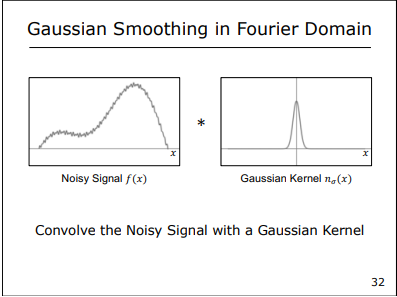 Gaussian Smoothing in Fourier Domain
x
*
x
Noisy Signal f(x)
Gaussian Kernel nσ(x)
Convolve the Noisy Signal with a Gaussian Kernel
32